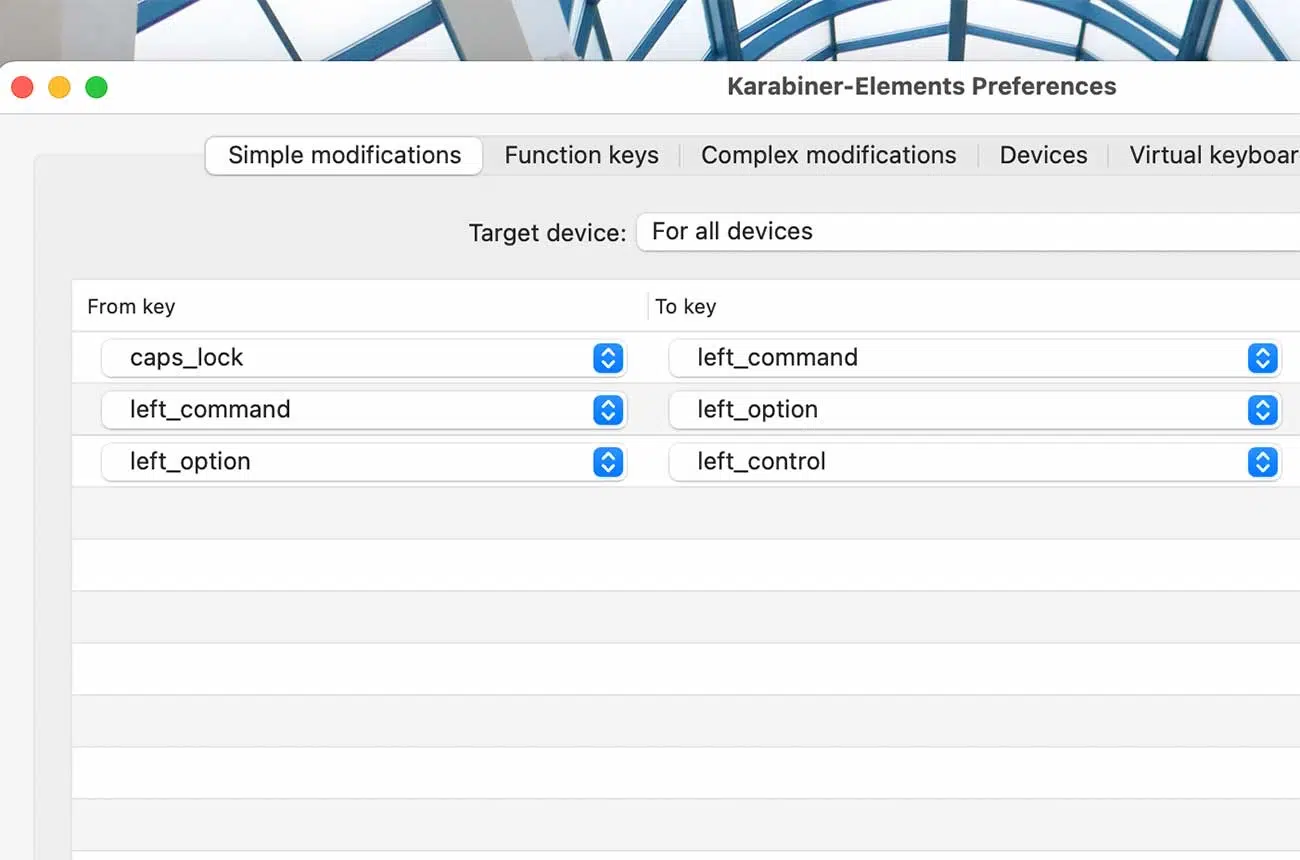 Karabiner-Elements Preferences
Simple modifications Function keys Complex modifications Devices Virtual keyboar
Target device: For all devices
From key To key
caps_lock left_command
left_command left_option
left_option left_control